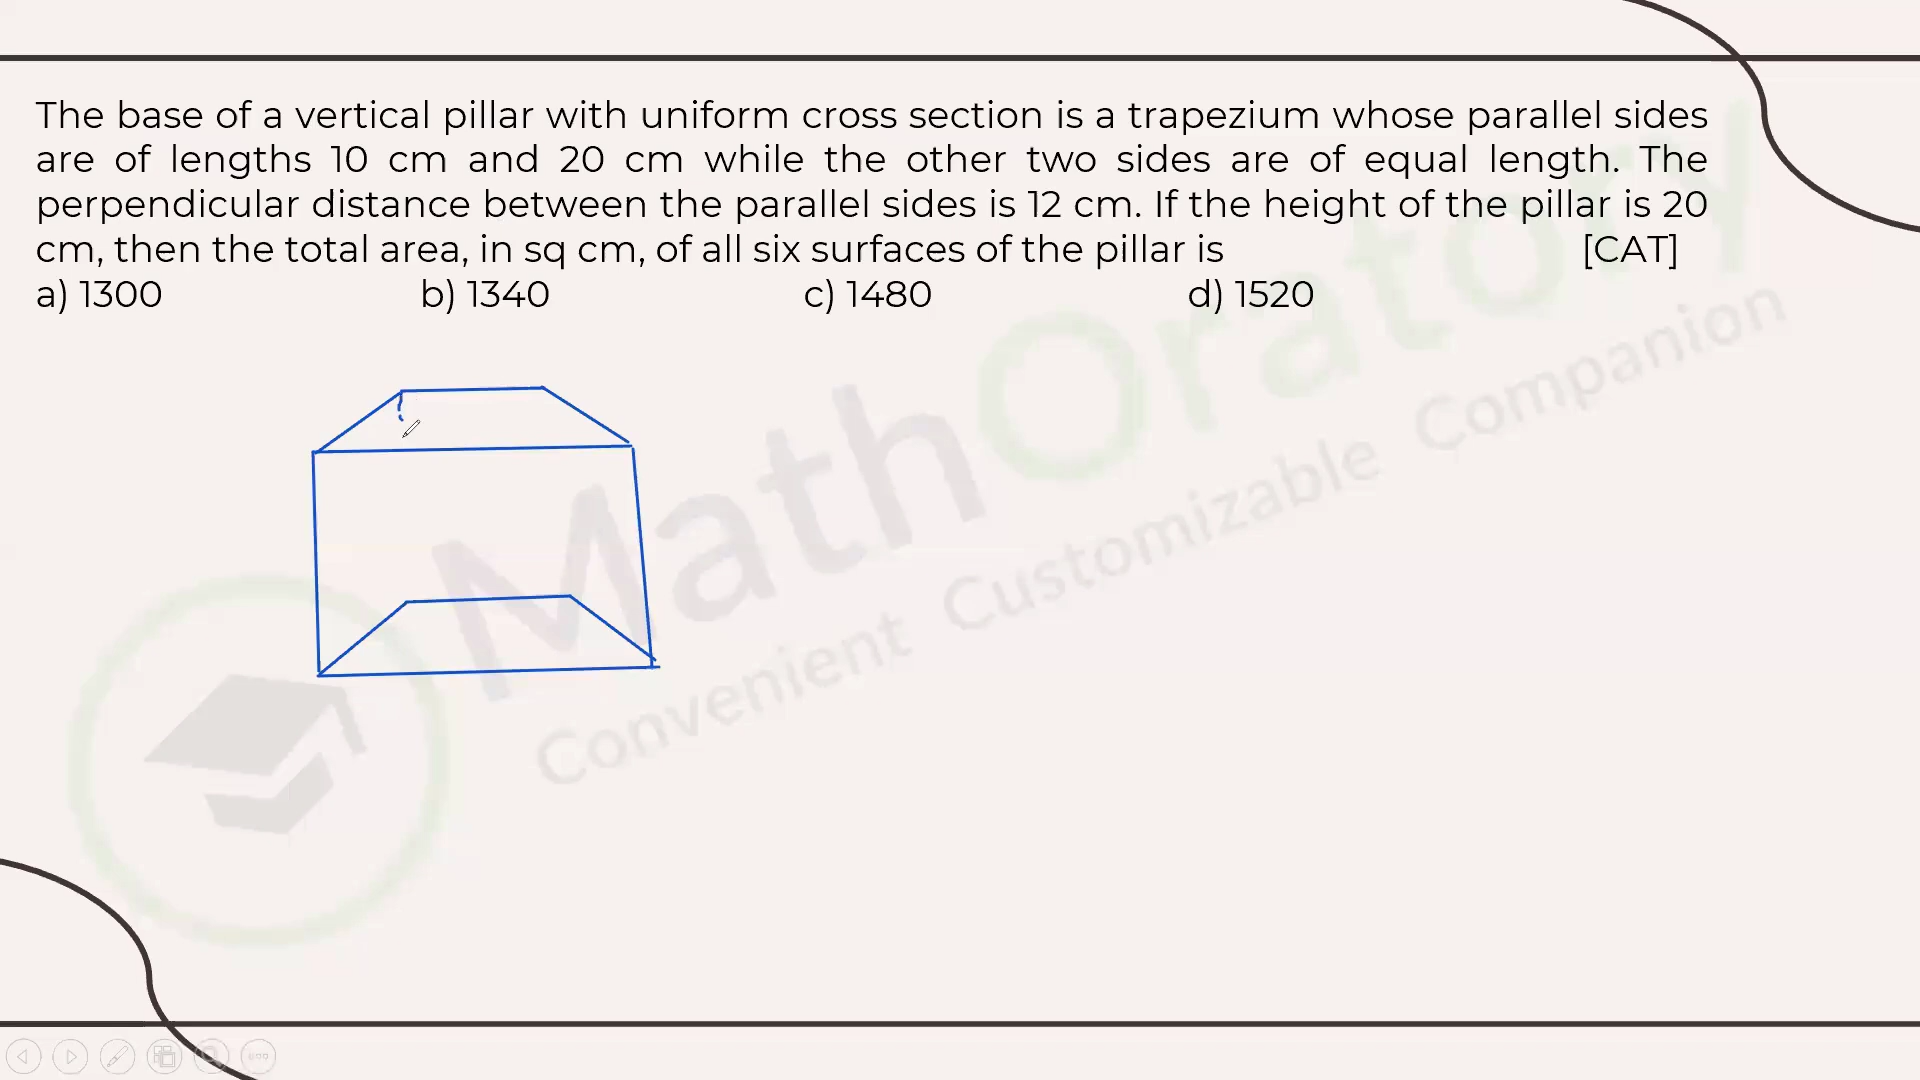 The base of a vertical pillar with uniform cross section is a trapezium whose parallel sides
are of lengths 10 cm and 20 cm while the other two sides are of equal length. The
perpendicular distance between the parallel sides is 12 cm. If the height of the pillar is 20
cm, then the total area, in sq cm, of all six surfaces of the pillar is [CAT]
a) 1300 b) 1340 c) 1480 d) 1520
MathOratory
Convenient Customizable Companion